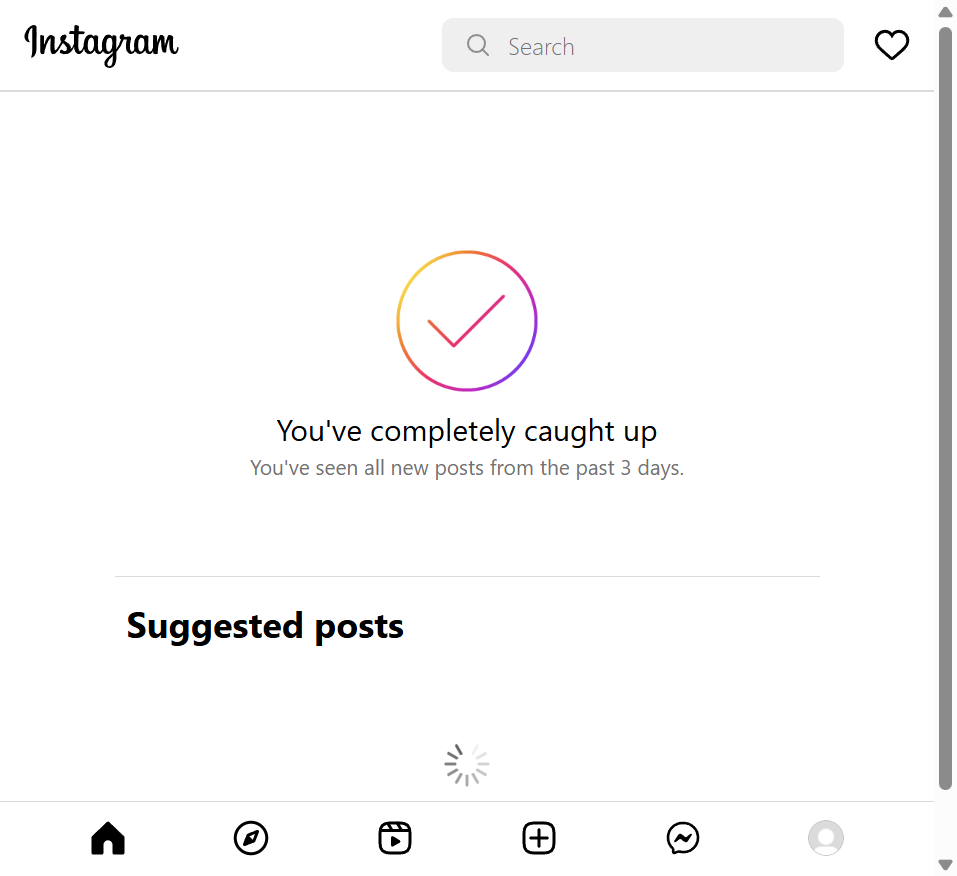 Instagram
Search
You've completely caught up
You've seen all new posts from the past 3 days.
Suggested posts